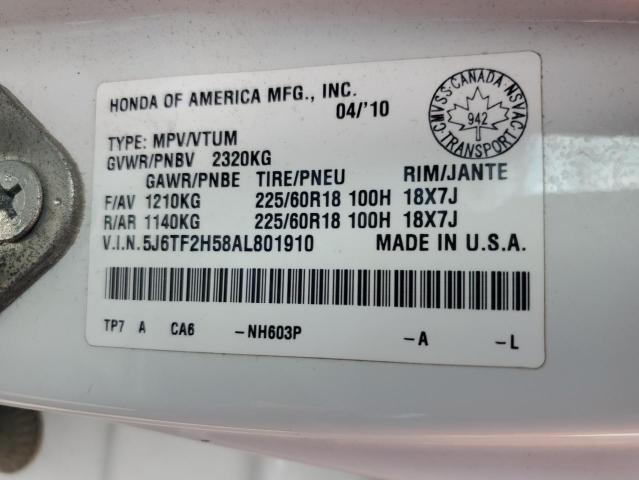 HONDA OF AMERICA MFG., INC.
04/'10
CMVSS · CANADA · NSVAC
942
· TRANSPORT ·
TYPE: MPV/VTUM
GVWR/PNBV 2320KG
GAWR/PNBE TIRE/PNEU RIM/JANTE
F/AV 1210KG 225/60R18 100H 18X7J
R/AR 1140KG 225/60R18 100H 18X7J
V.I.N. 5J6TF2H58AL801910 MADE IN U.S.A.
TP7 A CA6 -NH603P -A -L